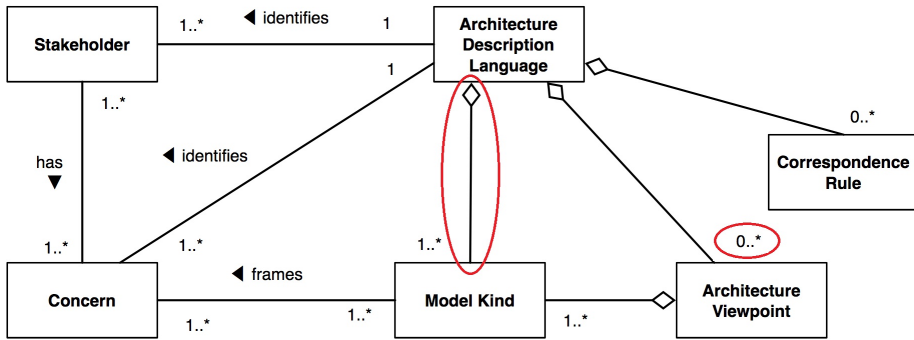 1..*
◀ identifies
1
Stakeholder
Architecture
Description
Language
1
1..*
0..*
has
▼
◀ identifies
Correspondence
Rule
1..*
1..*
1..*
0..*
◀ frames
Concern
Model Kind
Architecture
Viewpoint
1..*
1..*
1..*